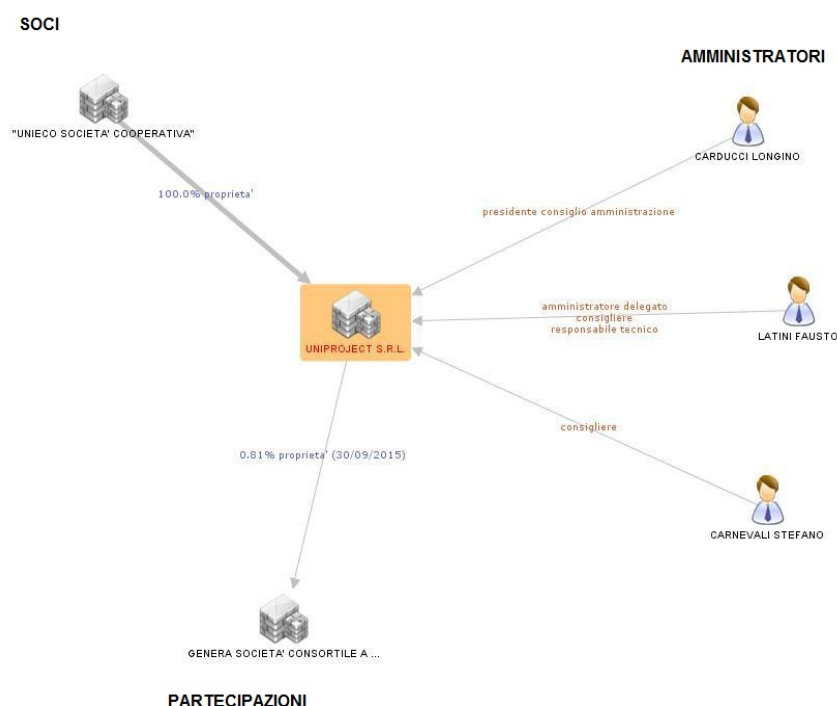 SOCI
AMMINISTRATORI
"UNIECO SOCIETA' COOPERATIVA"
CARDUCCI LONGINO
100.0% proprieta'
presidente consiglio amministrazione
amministratore delegato
consigliere
responsabile tecnico
LATINI FAUSTO
UNIPROJECT S.R.L.
consigliere
0.81% proprieta' (30/09/2015)
CARNEVALI STEFANO
GENERA SOCIETA' CONSORTILE A ...
PARTECIPAZIONI